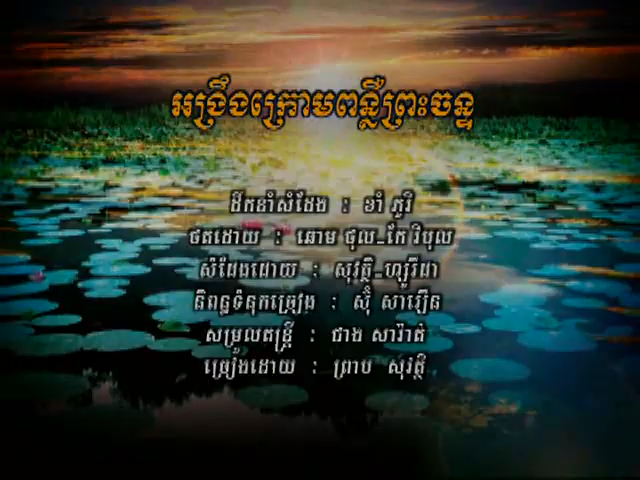 អង្រឹងក្រោមពន្លឺព្រះចន្ទ
ដឹកនាំសំដែង : ខាំ ភូរី
ថតដោយ : ឆោម ផុល_កែ វិបុល
សំដែងដោយ : សុវត្ថិ_ហ្សូរីដា
និពន្ធទំនុកច្រៀង : ស៊ុំ សារឿន
សម្រួលតន្ត្រី : ជាង សារ៉ាត់
ច្រៀងដោយ : ព្រាប សុវត្ថិ